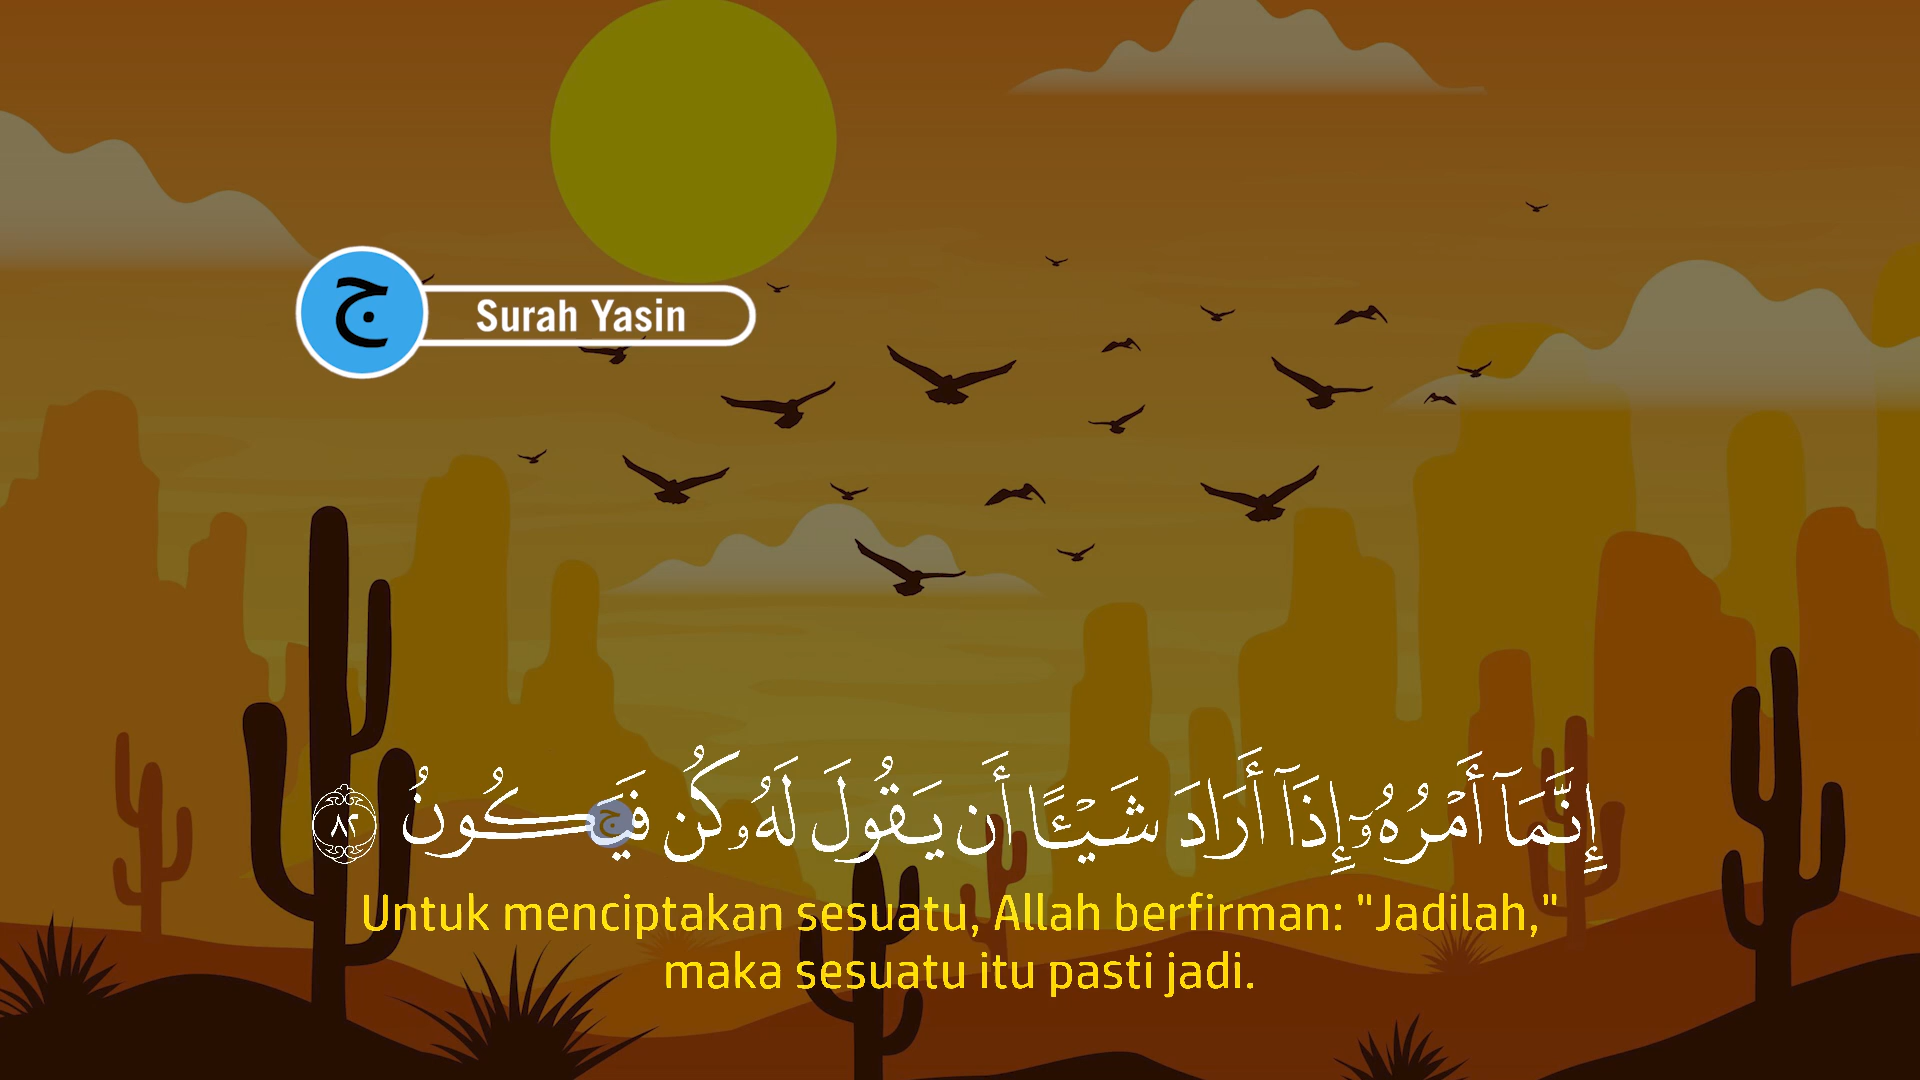 ج
Surah Yasin
إِنَّمَآ أَمْرُهُۥٓ إِذَآ أَرَادَ شَيْـًٔا أَن يَقُولَ لَهُۥ كُن فَيَكُونُ ٨٢
ج
Untuk menciptakan sesuatu, Allah berfirman: "Jadilah,"
maka sesuatu itu pasti jadi.